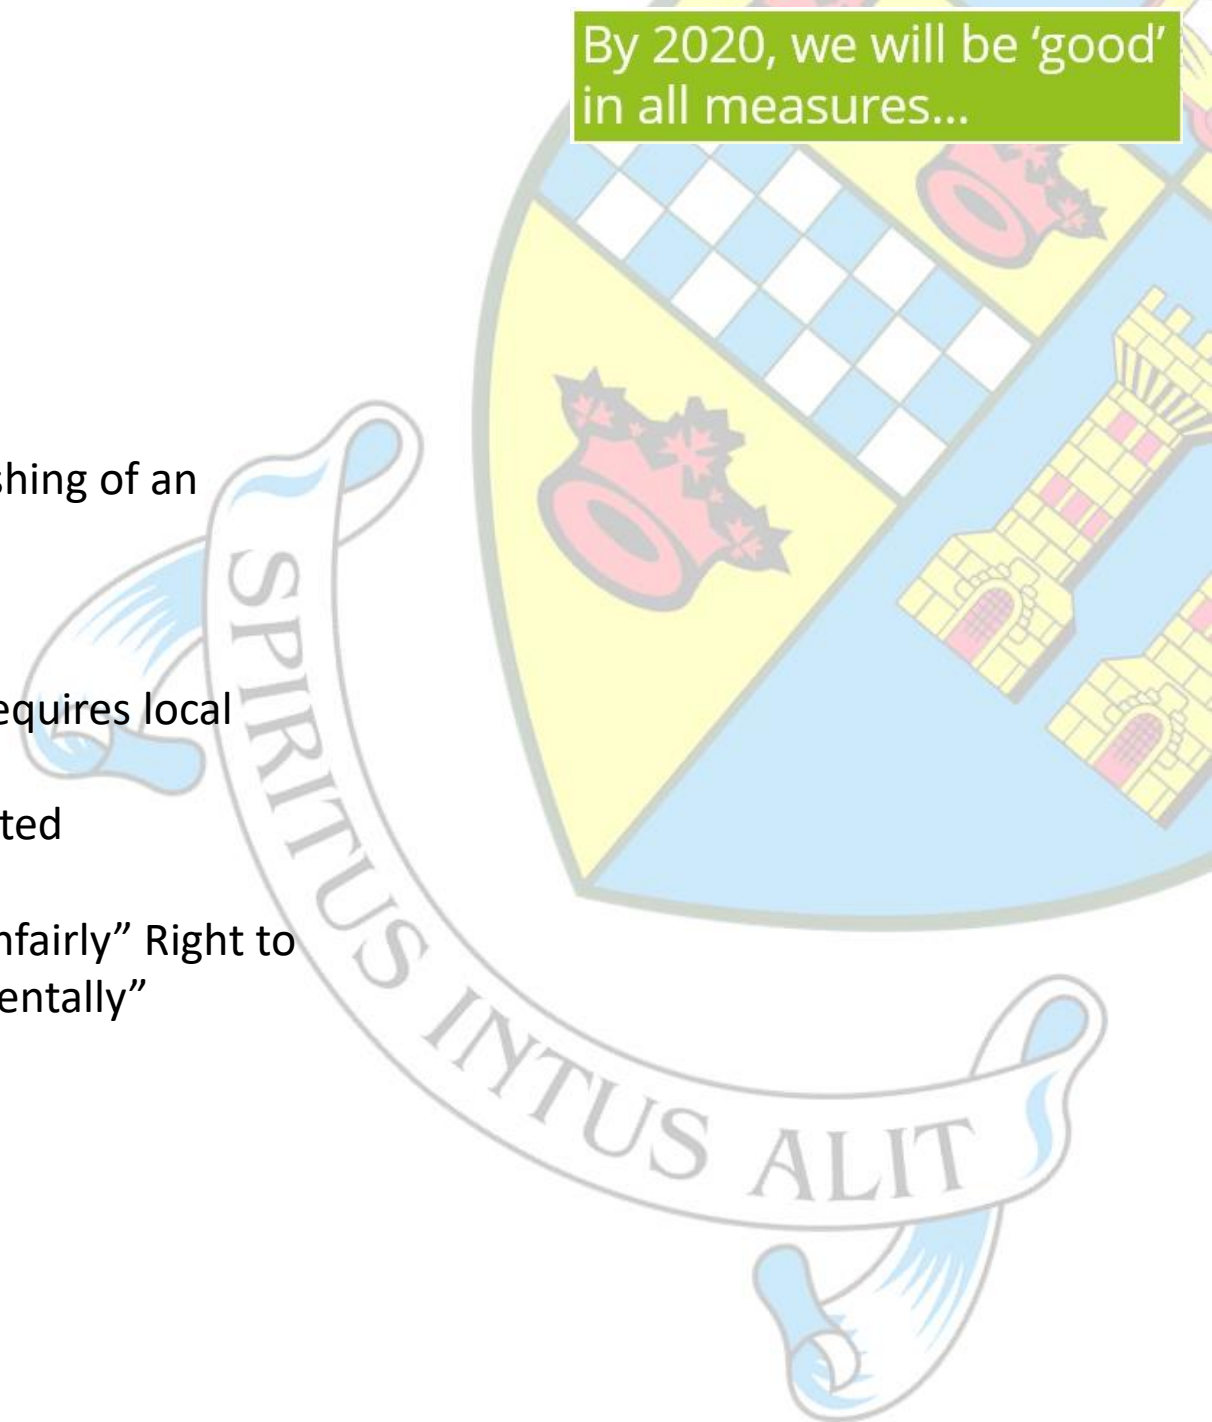 By 2020, we will be ‘good’
in all measures...
shing of an
equires local
ted
nfairly” Right to
entally”
SPIRITUS INTUS ALIT